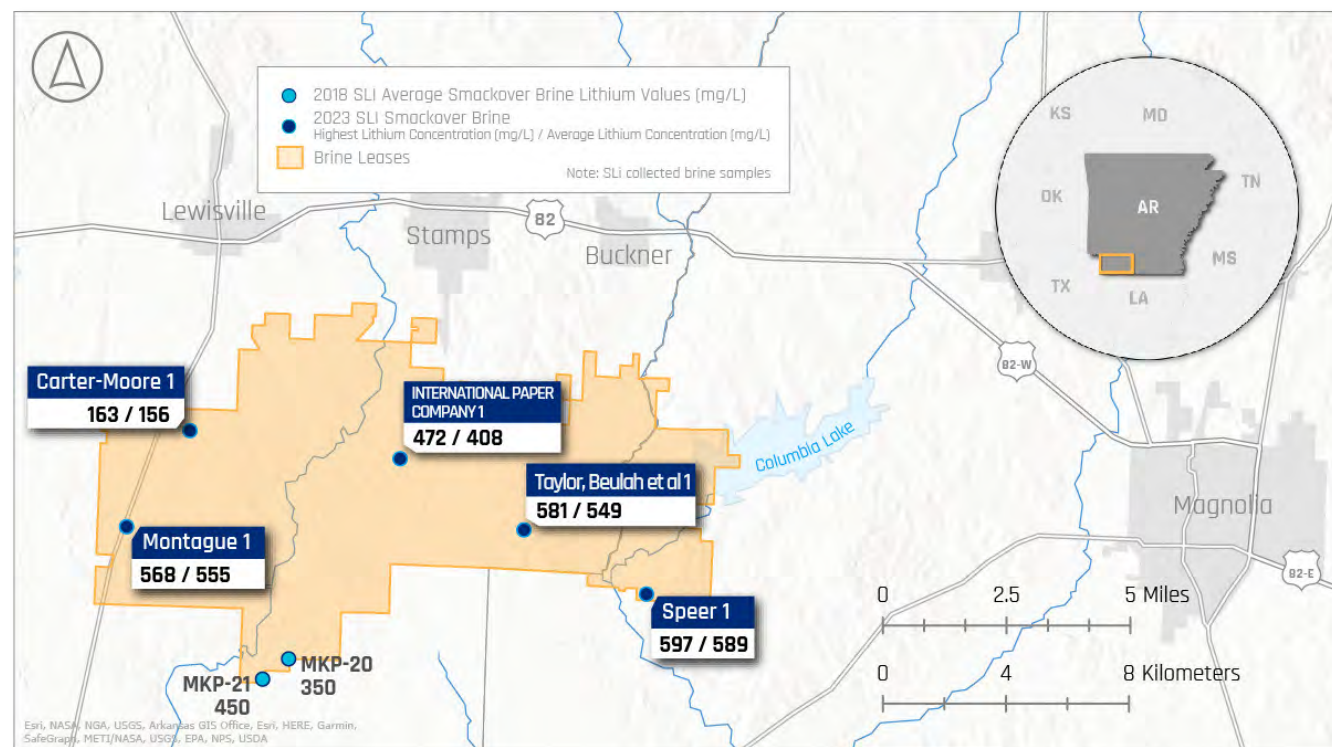 2018 SLI Average Smackover Brine Lithium Values (mg/L)
2023 SLI Smackover Brine
Highest Lithium Concentration (mg/L) / Average Lithium Concentration (mg/L)
Brine Leases
Note: SLi collected brine samples
KS
MO
OK
TN
AR
MS
TX
LA
Lewisville
Stamps
82
Buckner
82-W
Carter-Moore 1
163 / 156
INTERNATIONAL PAPER
COMPANY 1
472 / 408
Columbia Lake
Taylor, Beulah et al 1
581 / 549
Magnolia
Montague 1
568 / 555
82-E
Speer 1
597 / 589
0 2.5 5 Miles
0 4 8 Kilometers
MKP-20
350
MKP-21
450
Esri, NASA, NGA, USGS, Arkansas GIS Office, Esri, HERE, Garmin,
SafeGraph, METI/NASA, USGS, EPA, NPS, USDA